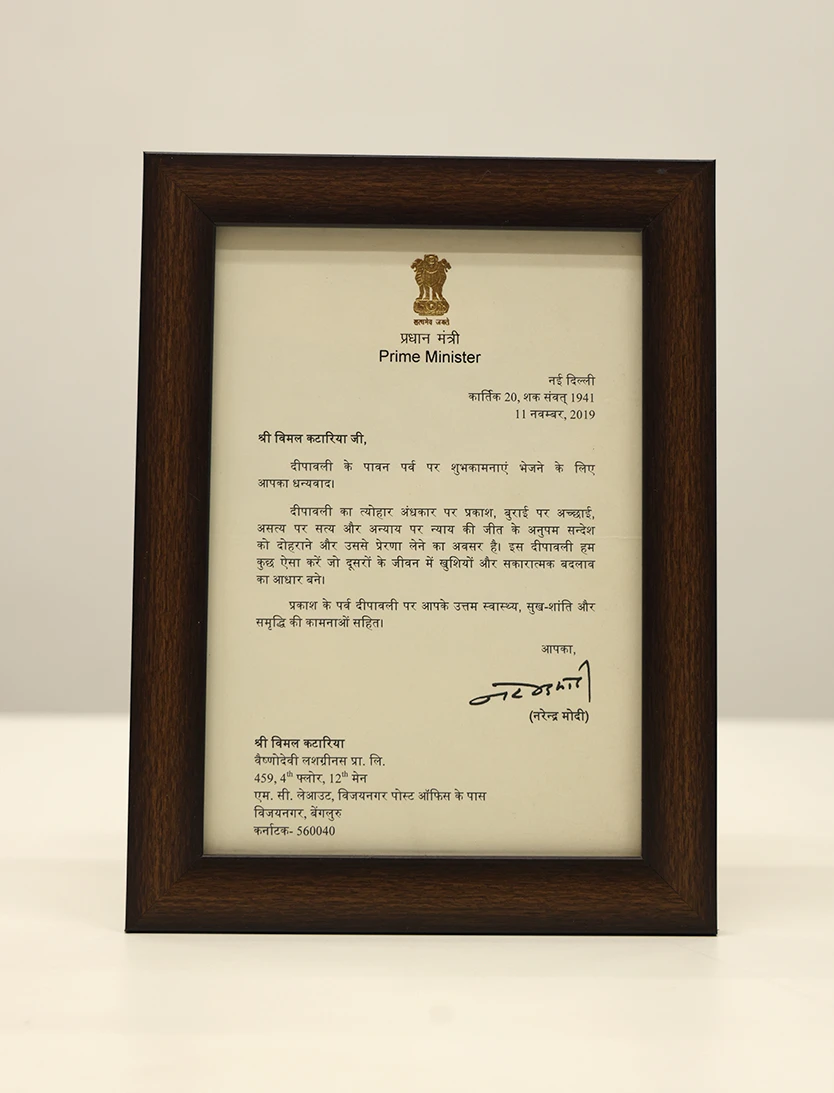 सत्यमेव जयते
प्रधान मंत्री
Prime Minister
नई दिल्ली
कार्तिक 20, शक संवत् 1941
11 नवम्बर, 2019
श्री विमल कटारिया जी,
दीपावली के पावन पर्व पर शुभकामनाएं भेजने के लिए
आपका धन्यवाद।
दीपावली का त्योहार अंधकार पर प्रकाश, बुराई पर अच्छाई,
असत्य पर सत्य और अन्याय पर न्याय की जीत के अनुपम सन्देश
को दोहराने और उससे प्रेरणा लेने का अवसर है। इस दीपावली हम
कुछ ऐसा करें जो दूसरों के जीवन में खुशियों और सकारात्मक बदलाव
का आधार बने।
प्रकाश के पर्व दीपावली पर आपके उत्तम स्वास्थ्य, सुख-शांति और
समृद्धि की कामनाओं सहित।
आपका,
(नरेन्द्र मोदी)
श्री विमल कटारिया
वैष्णोदेवी लशग्रीनस प्रा. लि.
459, 4th फ्लोर, 12th मेन
एम. सी. लेआउट, विजयनगर पोस्ट ऑफिस के पास
विजयनगर, बेंगलुरु
कर्नाटक- 560040